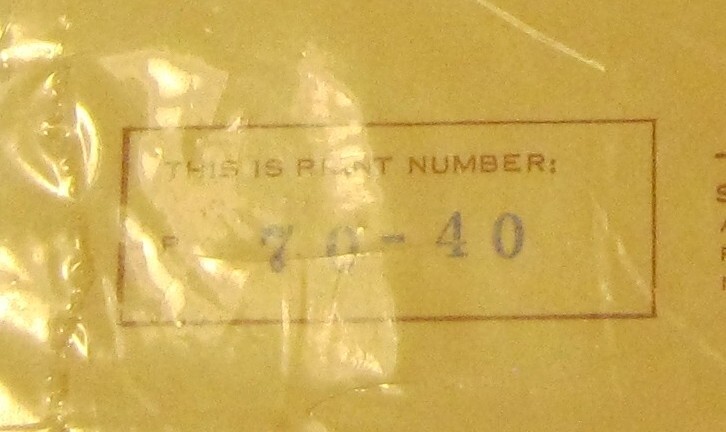 THIS IS PRINT NUMBER:
P 70-40